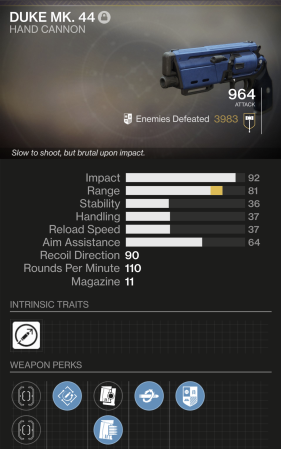 DUKE MK. 44
HAND CANNON
964
ATTACK
Enemies Defeated 3983
Slow to shoot, but brutal upon impact.
Impact 92
Range 81
Stability 36
Handling 37
Reload Speed 37
Aim Assistance 64
Recoil Direction 90
Rounds Per Minute 110
Magazine 11
INTRINSIC TRAITS
WEAPON PERKS